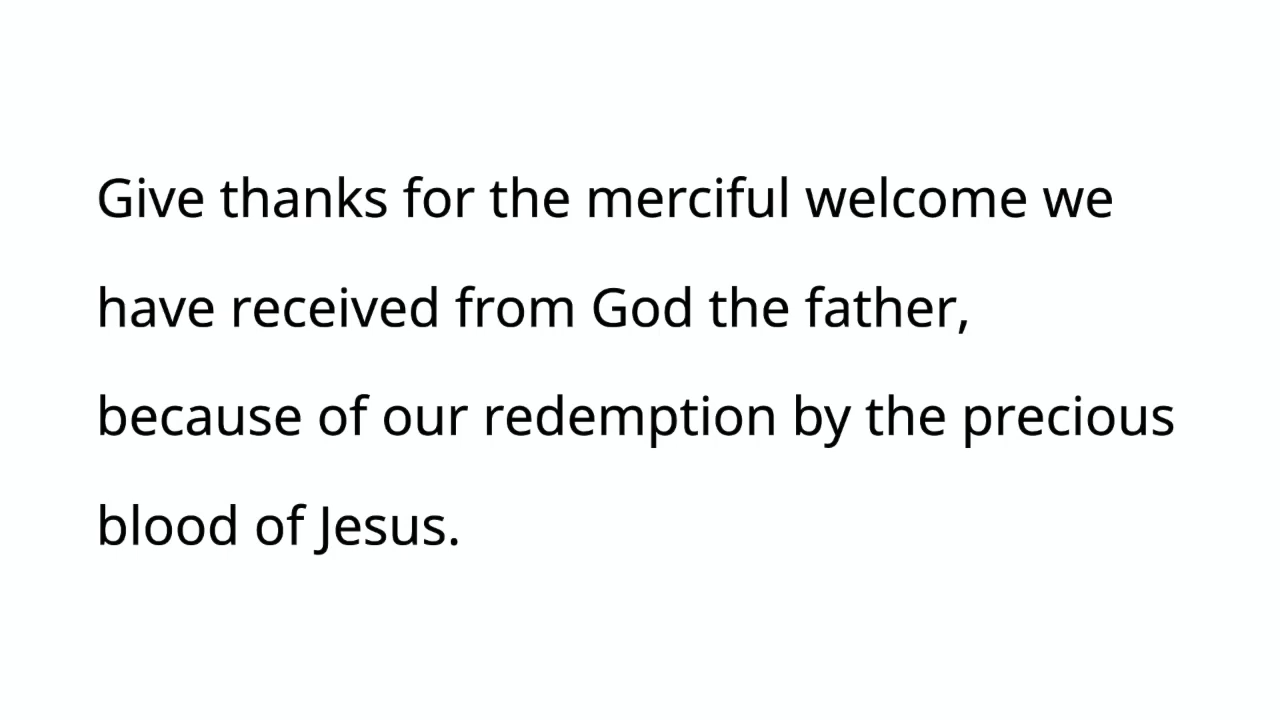 Give thanks for the merciful welcome we
have received from God the father,
because of our redemption by the precious
blood of Jesus.